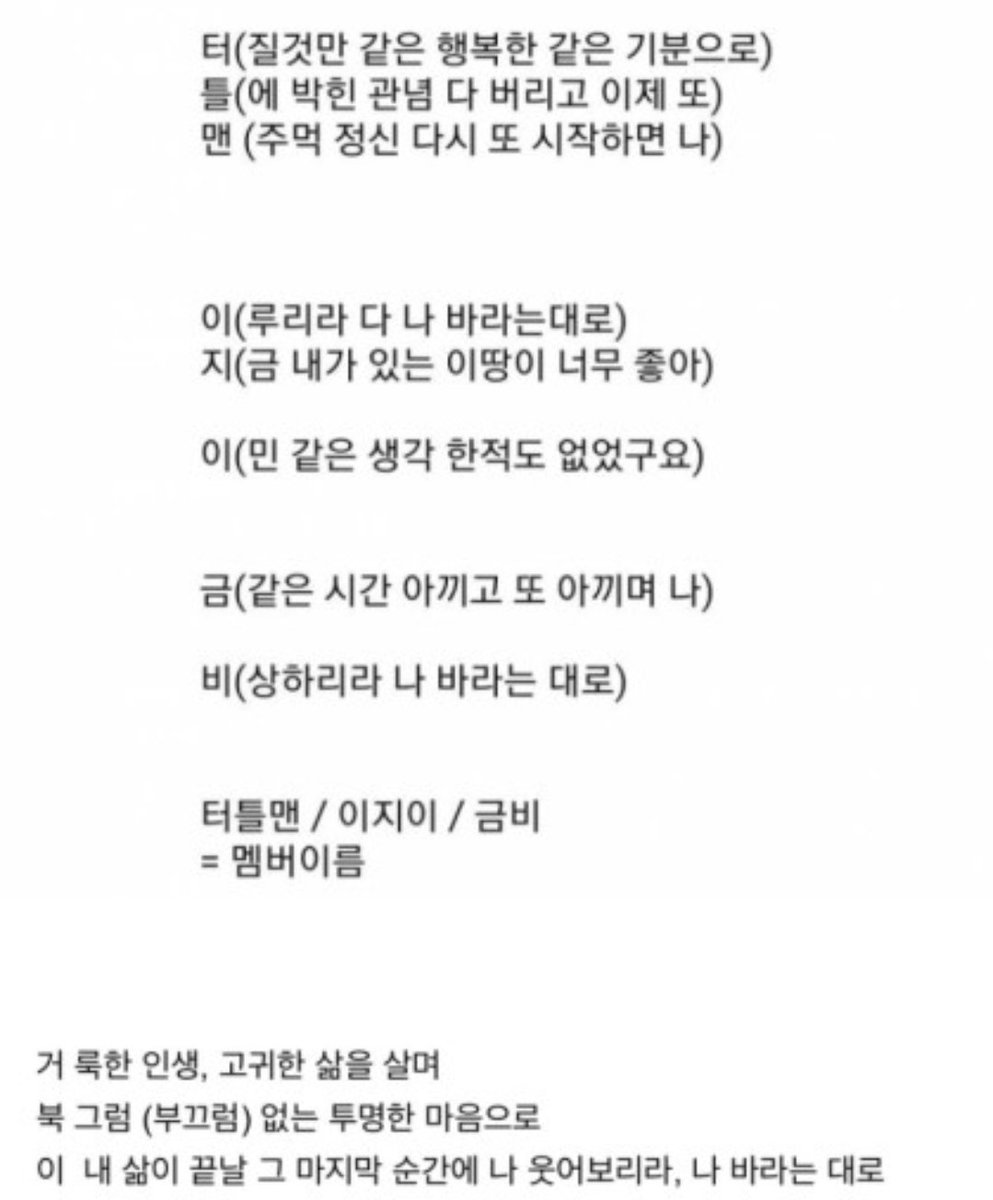 터(질것만 같은 행복한 같은 기분으로)
틀(에 박힌 관념 다 버리고 이제 또)
맨 (주먹 정신 다시 또 시작하면 나)
이(루리라 다 나 바라는대로)
지(금 내가 있는 이땅이 너무 좋아)
이(민 같은 생각 한적도 없었구요)
금(같은 시간 아끼고 또 아끼며 나)
비(상하리라 나 바라는 대로)
터틀맨 / 이지이 / 금비
= 멤버이름
거 룩한 인생, 고귀한 삶을 살며
북 그럼 (부끄럼) 없는 투명한 마음으로
이 내 삶이 끝날 그 마지막 순간에 나 웃어보리라, 나 바라는 대로